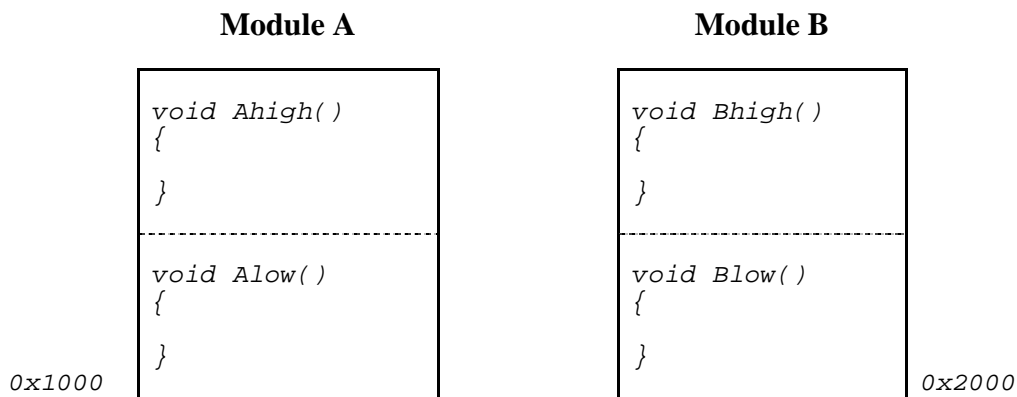 Module A
void Ahigh()
{
}
void Alow()
{
}
0x1000
Module B
void Bhigh()
{
}
void Blow()
{
}
0x2000